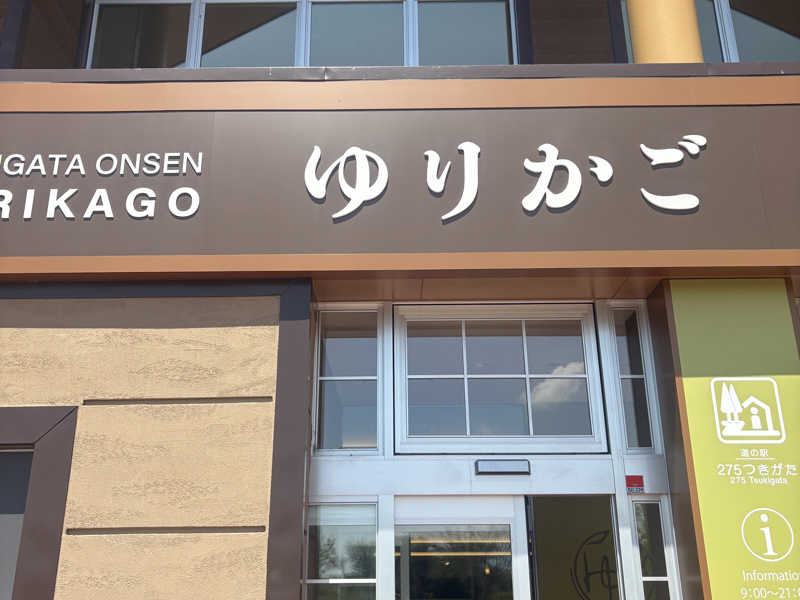 UGATA ONSEN
RIKAGO
ゆりかご
道の駅
275つきがた
275 Tsukigata
i
Informatio
9:00～21: